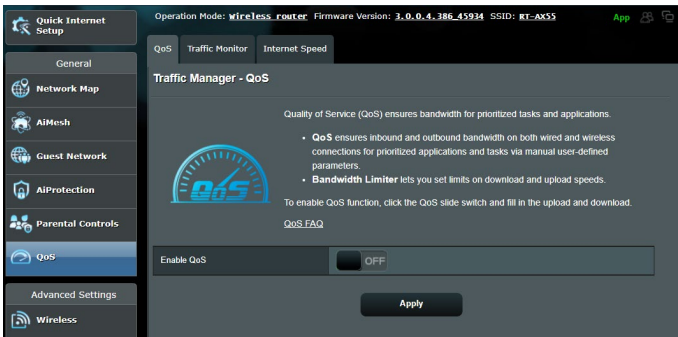 Quick Internet
Setup
Operation Mode: Wireless router Firmware Version: 3.0.0.4.386_45934 SSID: RT-AX55
App
QoS Traffic Monitor Internet Speed
General
Network Map
AiMesh
Guest Network
AiProtection
Parental Controls
QoS
Advanced Settings
Wireless
Traffic Manager - QoS
QoS
Quality of Service (QoS) ensures bandwidth for prioritized tasks and applications.
• QoS ensures inbound and outbound bandwidth on both wired and wireless
connections for prioritized applications and tasks via manual user-defined
parameters.
• Bandwidth Limiter lets you set limits on download and upload speeds.
To enable QoS function, click the QoS slide switch and fill in the upload and download.
QoS FAQ
Enable QoS
OFF
Apply